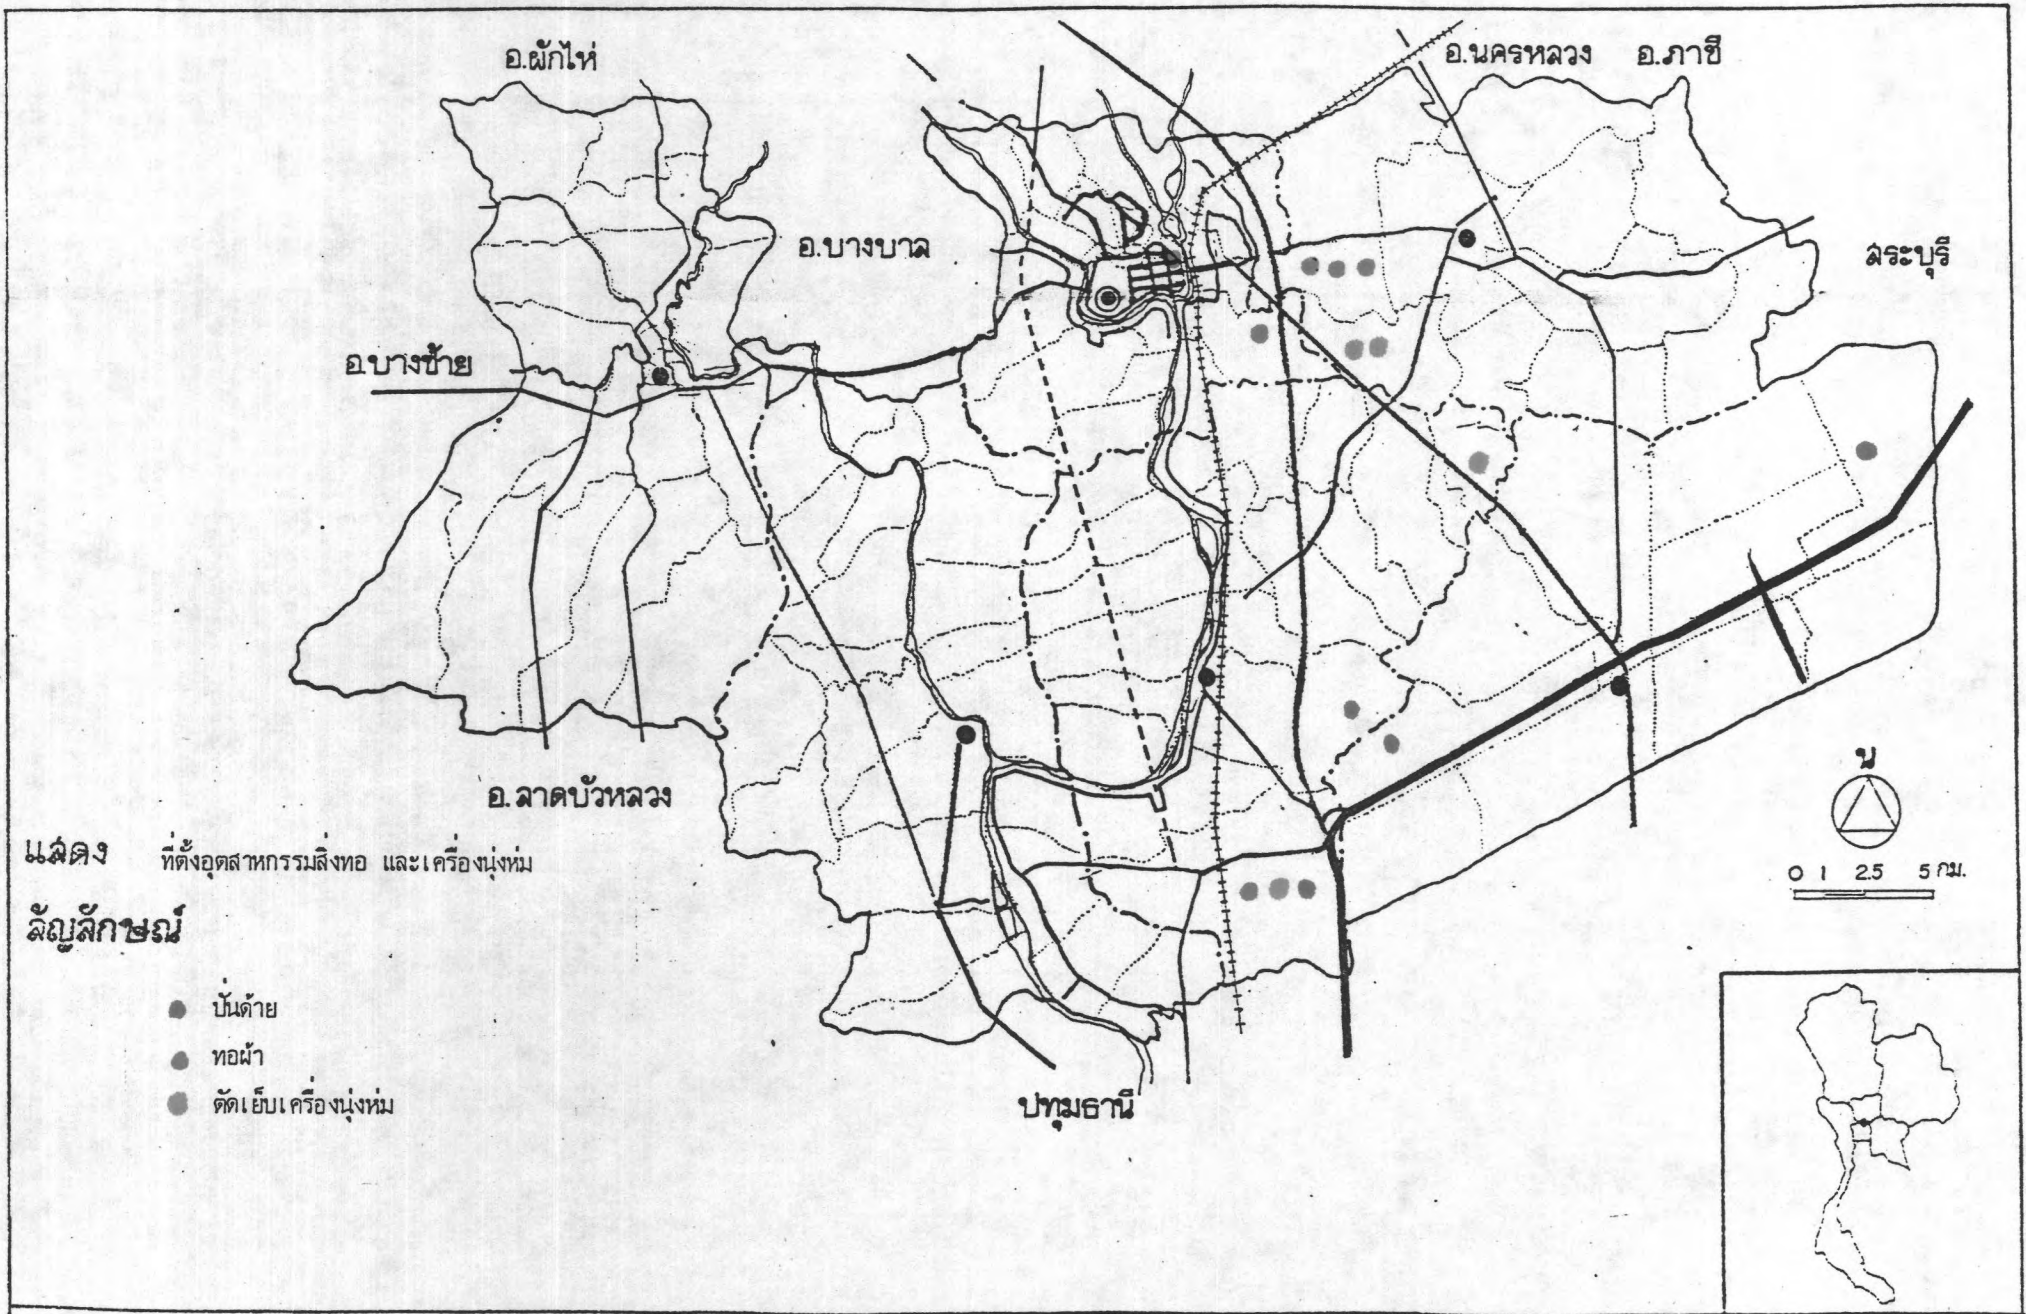 อ.ผักไห่
อ.นครหลวง อ.ภาชี
อ.บางบาล
สระบุรี
อ.บางซ้าย
อ.ลาดบัวหลวง
น
0 1 2.5 5 กม.
แสดง ที่ตั้งอุตสาหกรรมสิ่งทอ และเครื่องนุ่งห่ม
สัญลักษณ์
ปั่นด้าย
ทอผ้า
ตัดเย็บเครื่องนุ่งห่ม
ปทุมธานี